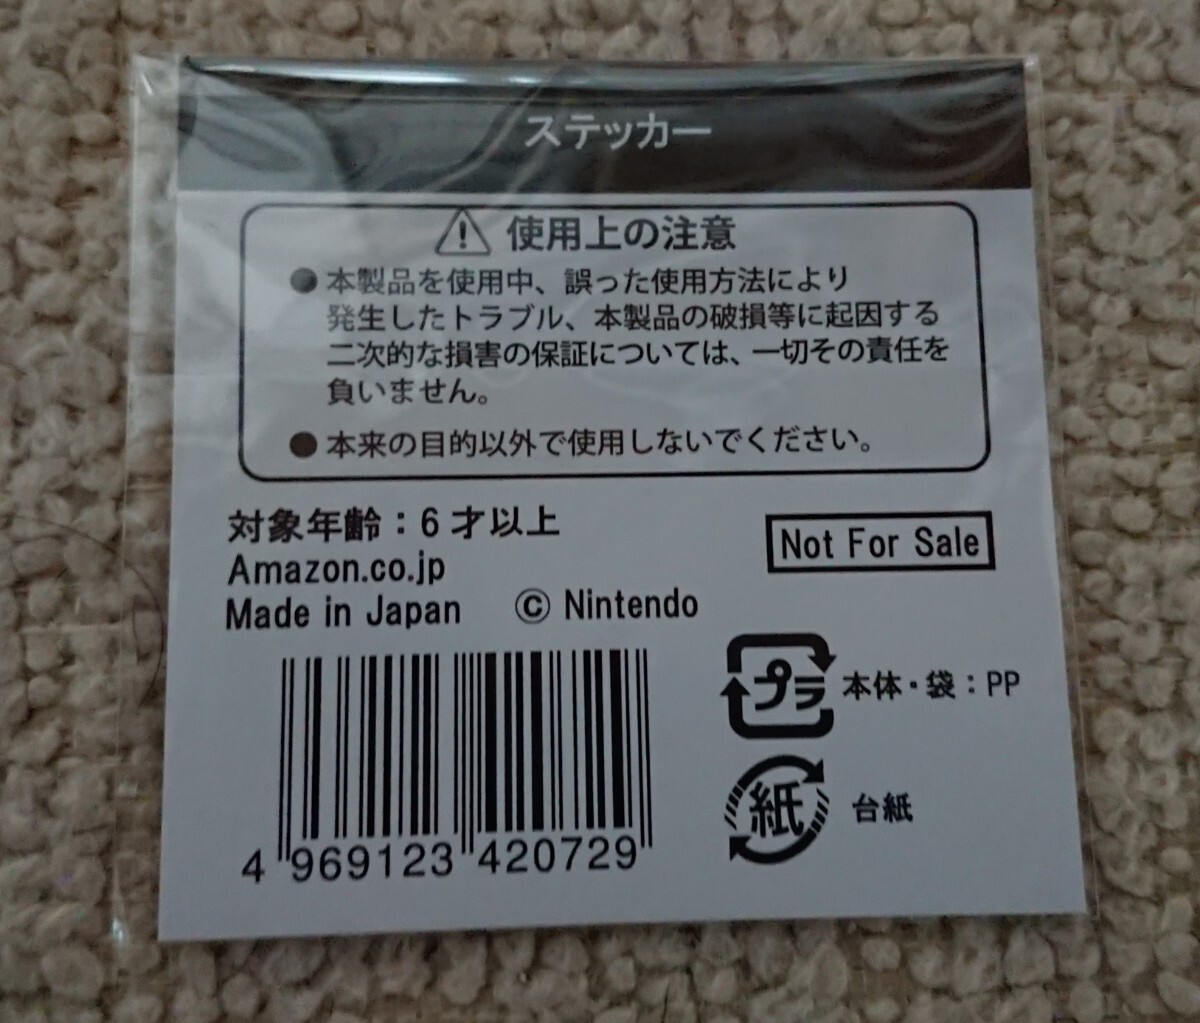 ステッカー
使用上の注意
●本製品を使用中、誤った使用方法により
発生したトラブル、本製品の破損等に起因する
二次的な損害の保証については、一切その責任を
負いません。
●本来の目的以外で使用しないでください。
対象年齢：6才以上
Amazon.co.jp
Made in Japan © Nintendo
Not For Sale
プラ 本体・袋：PP
紙 台紙
4 969123 420729